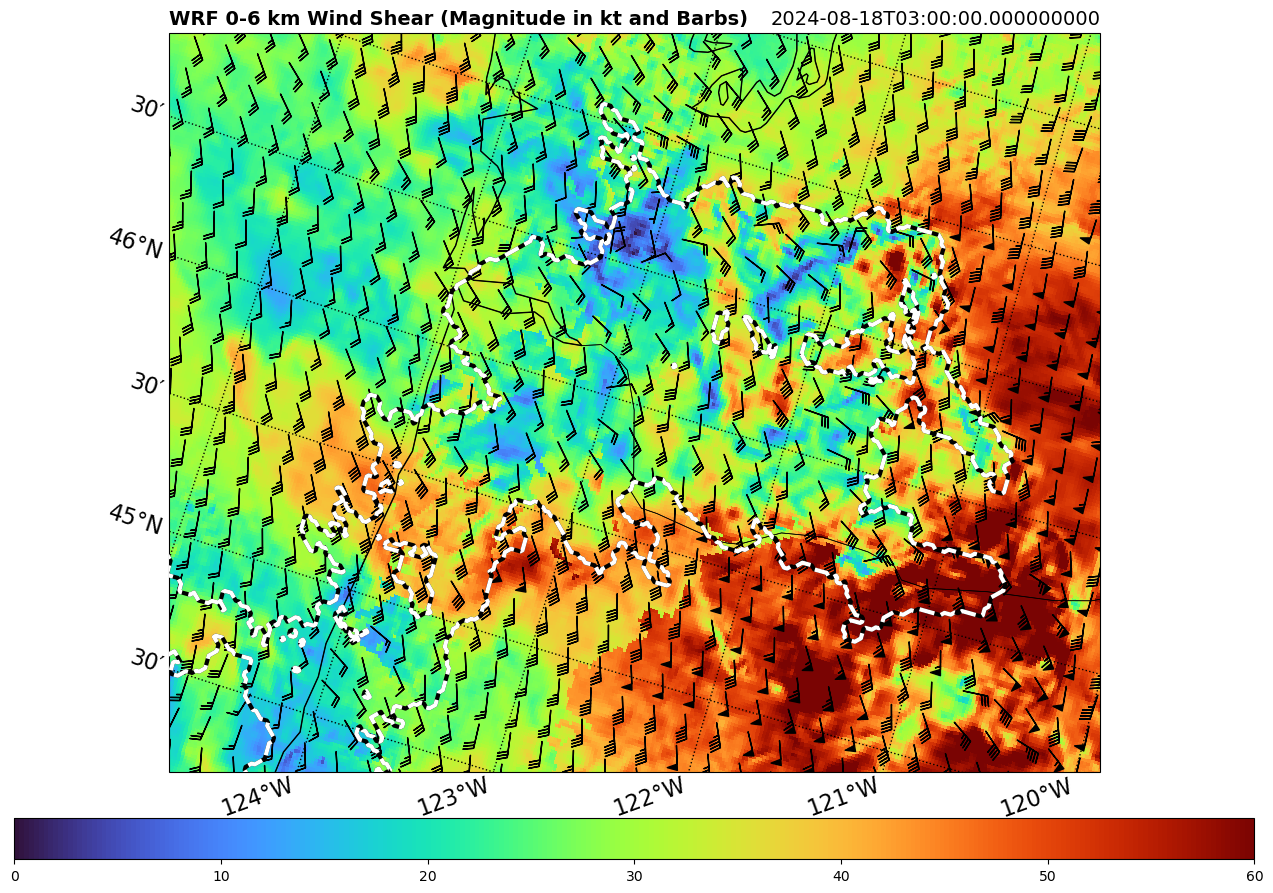 WRF 0-6 km Wind Shear (Magnitude in kt and Barbs) 2024-08-18T03:00:00.000000000
30′
46°N
30′
45°N
30′
124°W 123°W 122°W 121°W 120°W
0 10 20 30 40 50 60